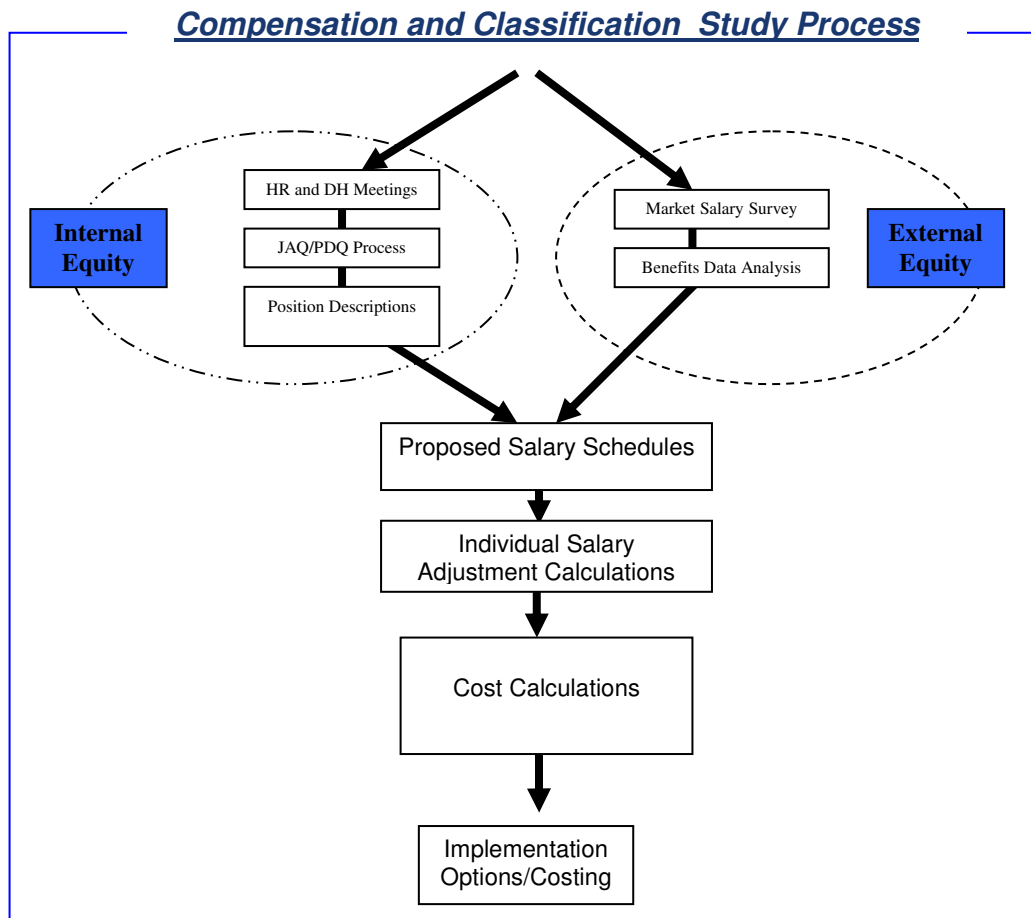 Compensation and Classification  Study Process
HR and DH Meetings
JAQ/PDQ Process
Position Descriptions
Internal
Equity
Market Salary Survey
Benefits Data Analysis
External
Equity
Proposed Salary Schedules
Individual Salary
Adjustment Calculations
Cost Calculations
Implementation
Options/Costing